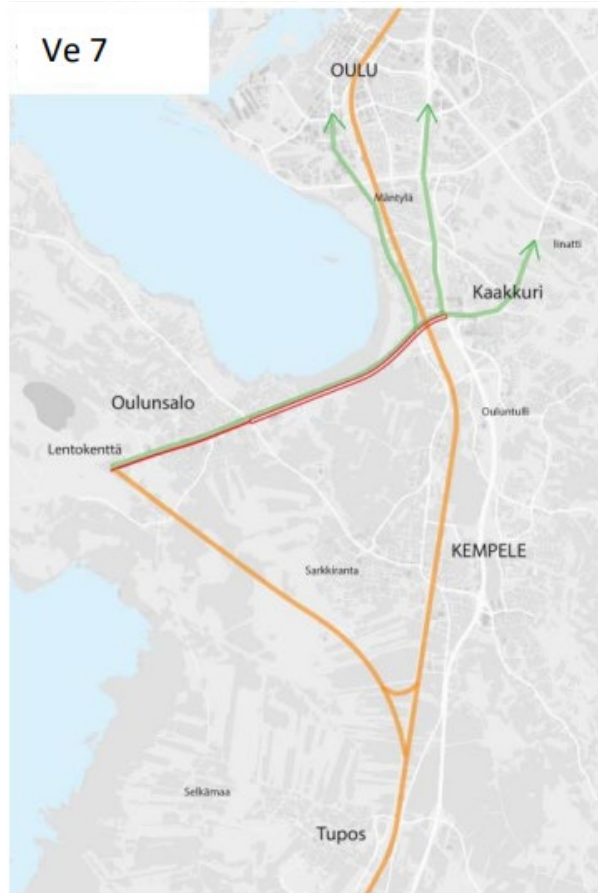 Ve 7
OULU
Mäntylä
Iinatti
Kaakkuri
Oulunsalo
Ouluntulli
Lentokenttä
KEMPELE
Sarkkiranta
Selkämaa
Tupos